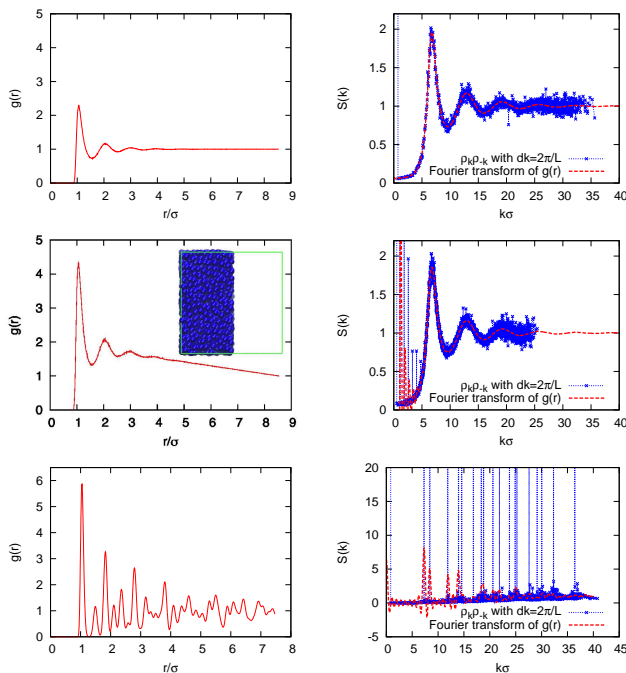 5
4
3
2
1
0
g(r)
0 1 2 3 4 5 6 7 8 9
r/σ
2
1.5
1
0.5
0
S(k)
ρkρ-k with dk=2π/L
Fourier transform of g(r)
0 5 10 15 20 25 30 35 40
kσ
5
4
3
2
1
0
g(r)
0 1 2 3 4 5 6 7 8 9
r/σ
2
1.5
1
0.5
0
S(k)
ρkρ-k with dk=2π/L
Fourier transform of g(r)
0 5 10 15 20 25 30 35 40
kσ
6
5
4
3
2
1
0
g(r)
0 1 2 3 4 5 6 7 8
r/σ
20
15
10
5
0
-5
S(k)
ρkρ-k with dk=2π/L
Fourier transform of g(r)
0 5 10 15 20 25 30 35 40 45
kσ